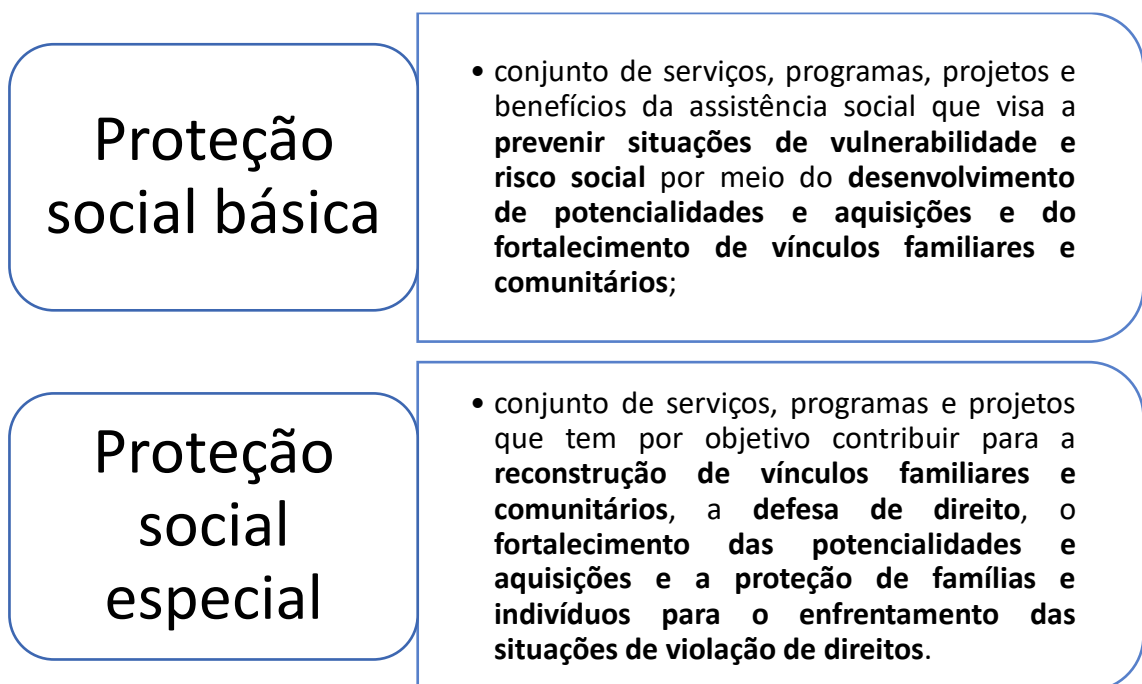 Proteção
social básica
• conjunto de serviços, programas, projetos e
benefícios da assistência social que visa a
prevenir situações de vulnerabilidade e
risco social por meio do desenvolvimento
de potencialidades e aquisições e do
fortalecimento de vínculos familiares e
comunitários;
Proteção
social
especial
• conjunto de serviços, programas e projetos
que tem por objetivo contribuir para a
reconstrução de vínculos familiares e
comunitários, a defesa de direito, o
fortalecimento das potencialidades e
aquisições e a proteção de famílias e
indivíduos para o enfrentamento das
situações de violação de direitos.